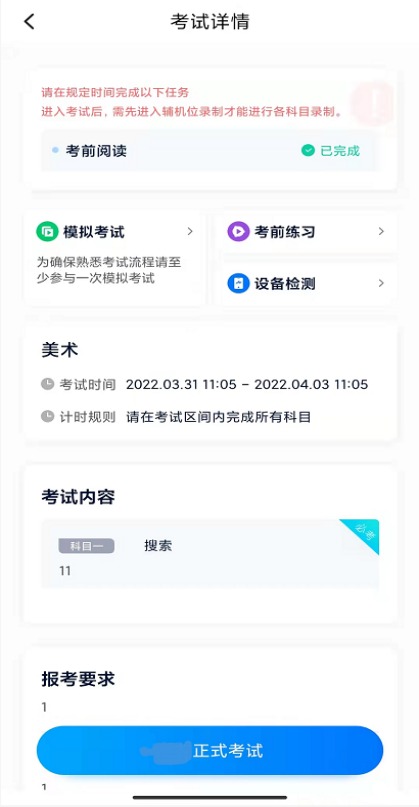 考试详情
请在规定时间完成以下任务
进入考试后，需先进入辅机位录制才能进行各科目录制。
考前阅读
已完成
模拟考试
为确保熟悉考试流程请至
少参与一次模拟考试
考前练习
设备检测
美术
考试时间 2022.03.31 11:05 - 2022.04.03 11:05
计时规则 请在考试区间内完成所有科目
考试内容
必考
科目一 搜索
11
报考要求
1
正式考试
1